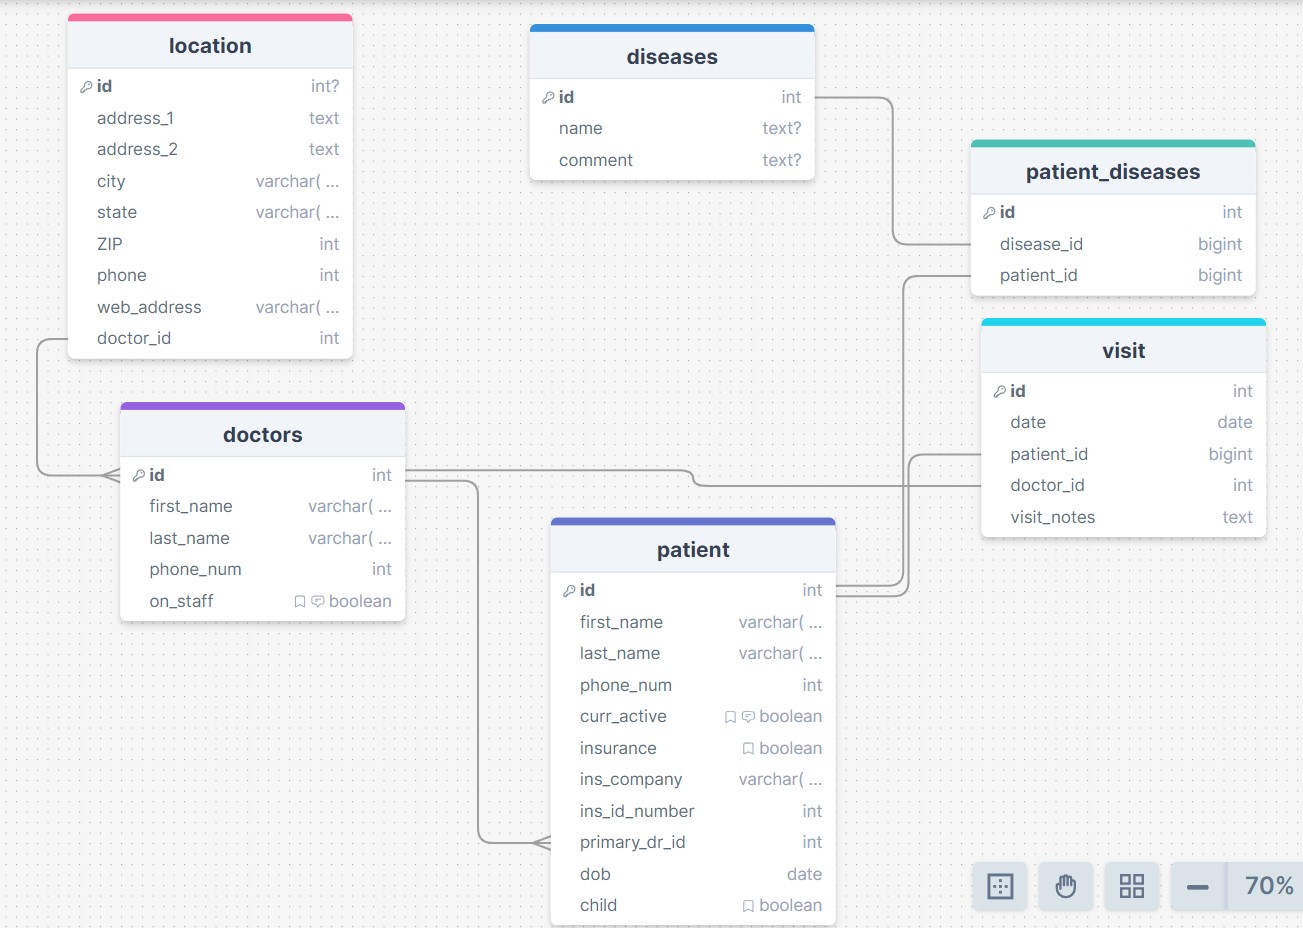 location
id int?
address_1 text
address_2 text
city varchar( ...
state varchar( ...
ZIP int
phone int
web_address varchar( ...
doctor_id int
diseases
id int
name text?
comment text?
patient_diseases
id int
disease_id bigint
patient_id bigint
visit
id int
date date
patient_id bigint
doctor_id int
visit_notes text
doctors
id int
first_name varchar( ...
last_name varchar( ...
phone_num int
on_staff boolean
patient
id int
first_name varchar( ...
last_name varchar( ...
phone_num int
curr_active boolean
insurance boolean
ins_company varchar( ...
ins_id_number int
primary_dr_id int
dob date
child boolean
70%